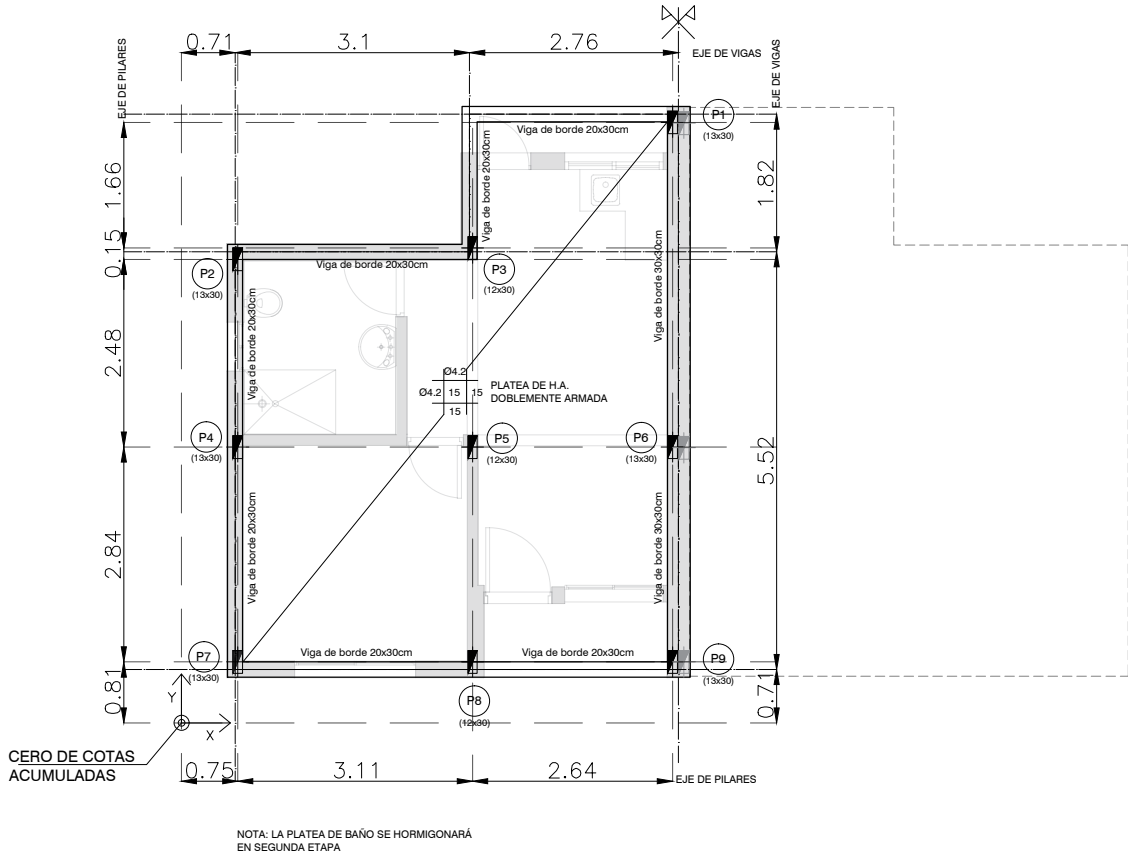 0.71
3.1
2.76
EJE DE VIGAS
EJE DE PILARES
EJE DE VIGAS
P1
(13x30)
Viga de borde 20x30cm
Viga de borde 20x30cm
1.66
1.82
0.15
P2
(13x30)
Viga de borde 20x30cm
P3
(12x30)
Viga de borde 20x30cm
Viga de borde 30x30cm
2.48
Ø4.2
Ø4.2
15
15
15
PLATEA DE H.A.
DOBLEMENTE ARMADA
P4
(13x30)
P5
(12x30)
P6
(13x30)
5.52
Viga de borde 20x30cm
Viga de borde 30x30cm
2.84
P7
(13x30)
Viga de borde 20x30cm
Viga de borde 20x30cm
P9
(13x30)
0.81
P8
(12x30)
0.71
Y
X
CERO DE COTAS
ACUMULADAS
0.75
3.11
2.64
EJE DE PILARES
NOTA: LA PLATEA DE BAÑO SE HORMIGONARÁ
EN SEGUNDA ETAPA